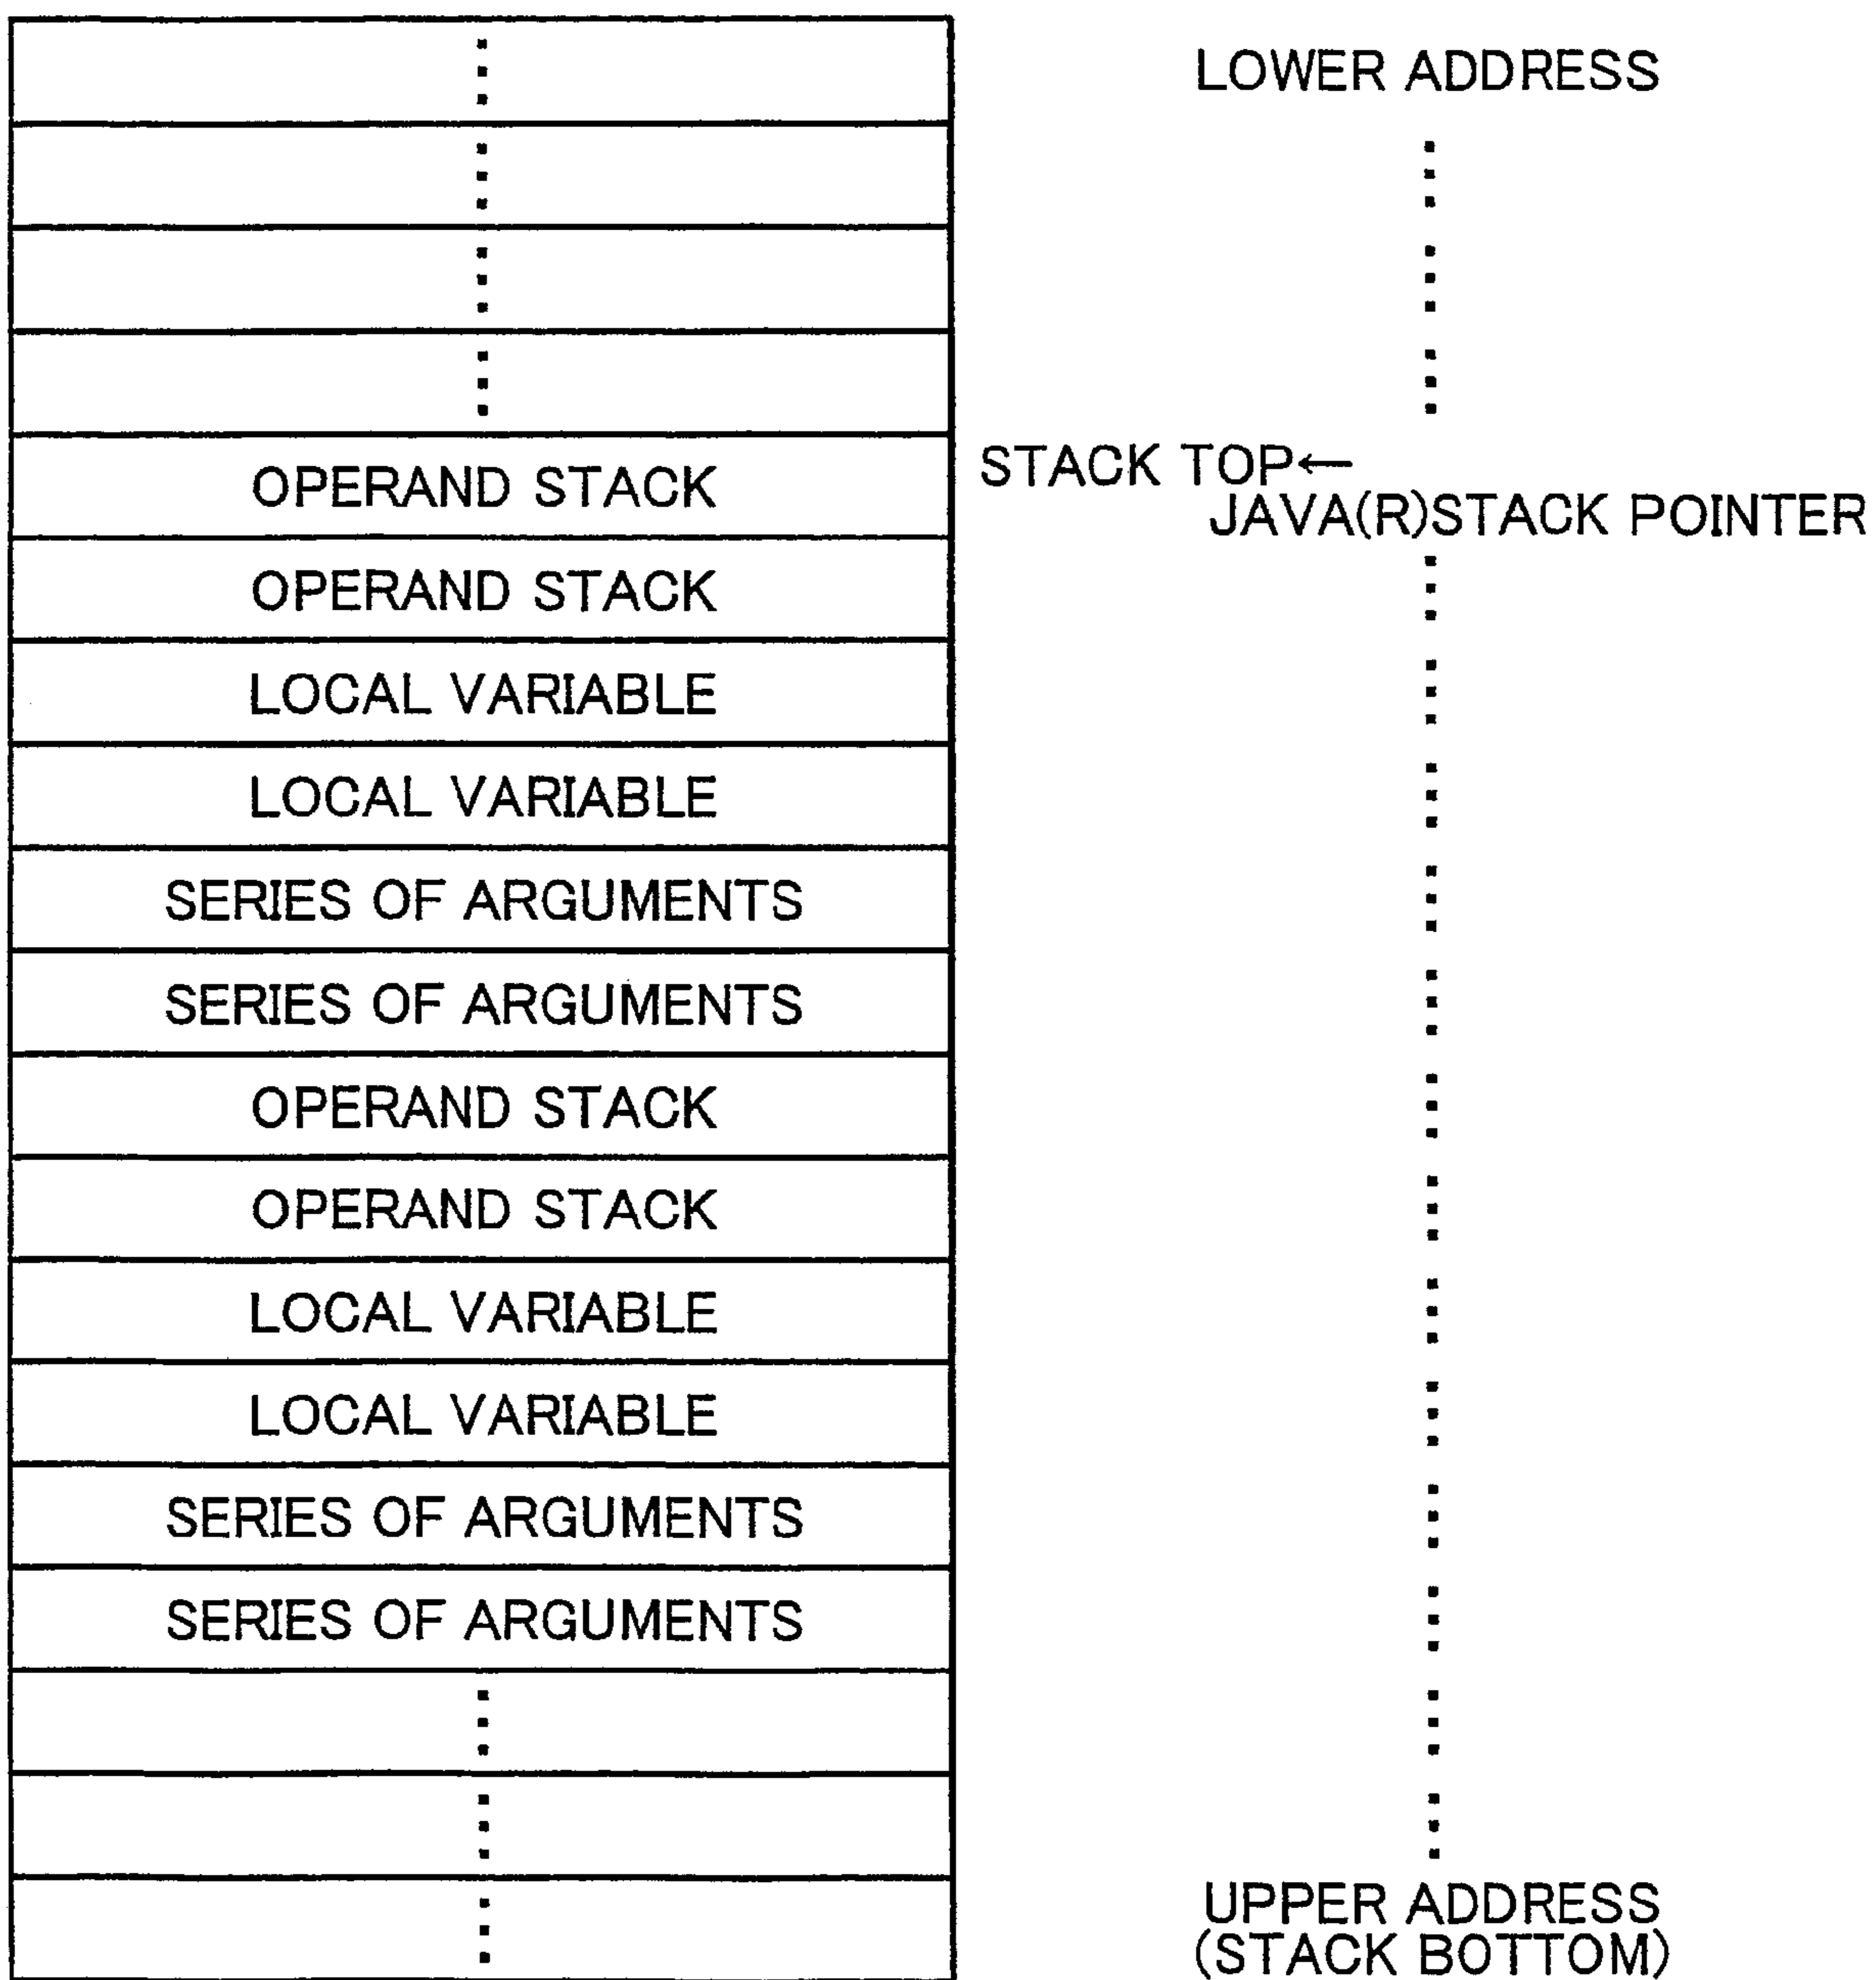 LOWER ADDRESS
OPERAND STACK
STACK TOP←
JAVA(R)STACK POINTER
OPERAND STACK
LOCAL VARIABLE
LOCAL VARIABLE
SERIES OF ARGUMENTS
SERIES OF ARGUMENTS
OPERAND STACK
OPERAND STACK
LOCAL VARIABLE
LOCAL VARIABLE
SERIES OF ARGUMENTS
SERIES OF ARGUMENTS
UPPER ADDRESS
(STACK BOTTOM)